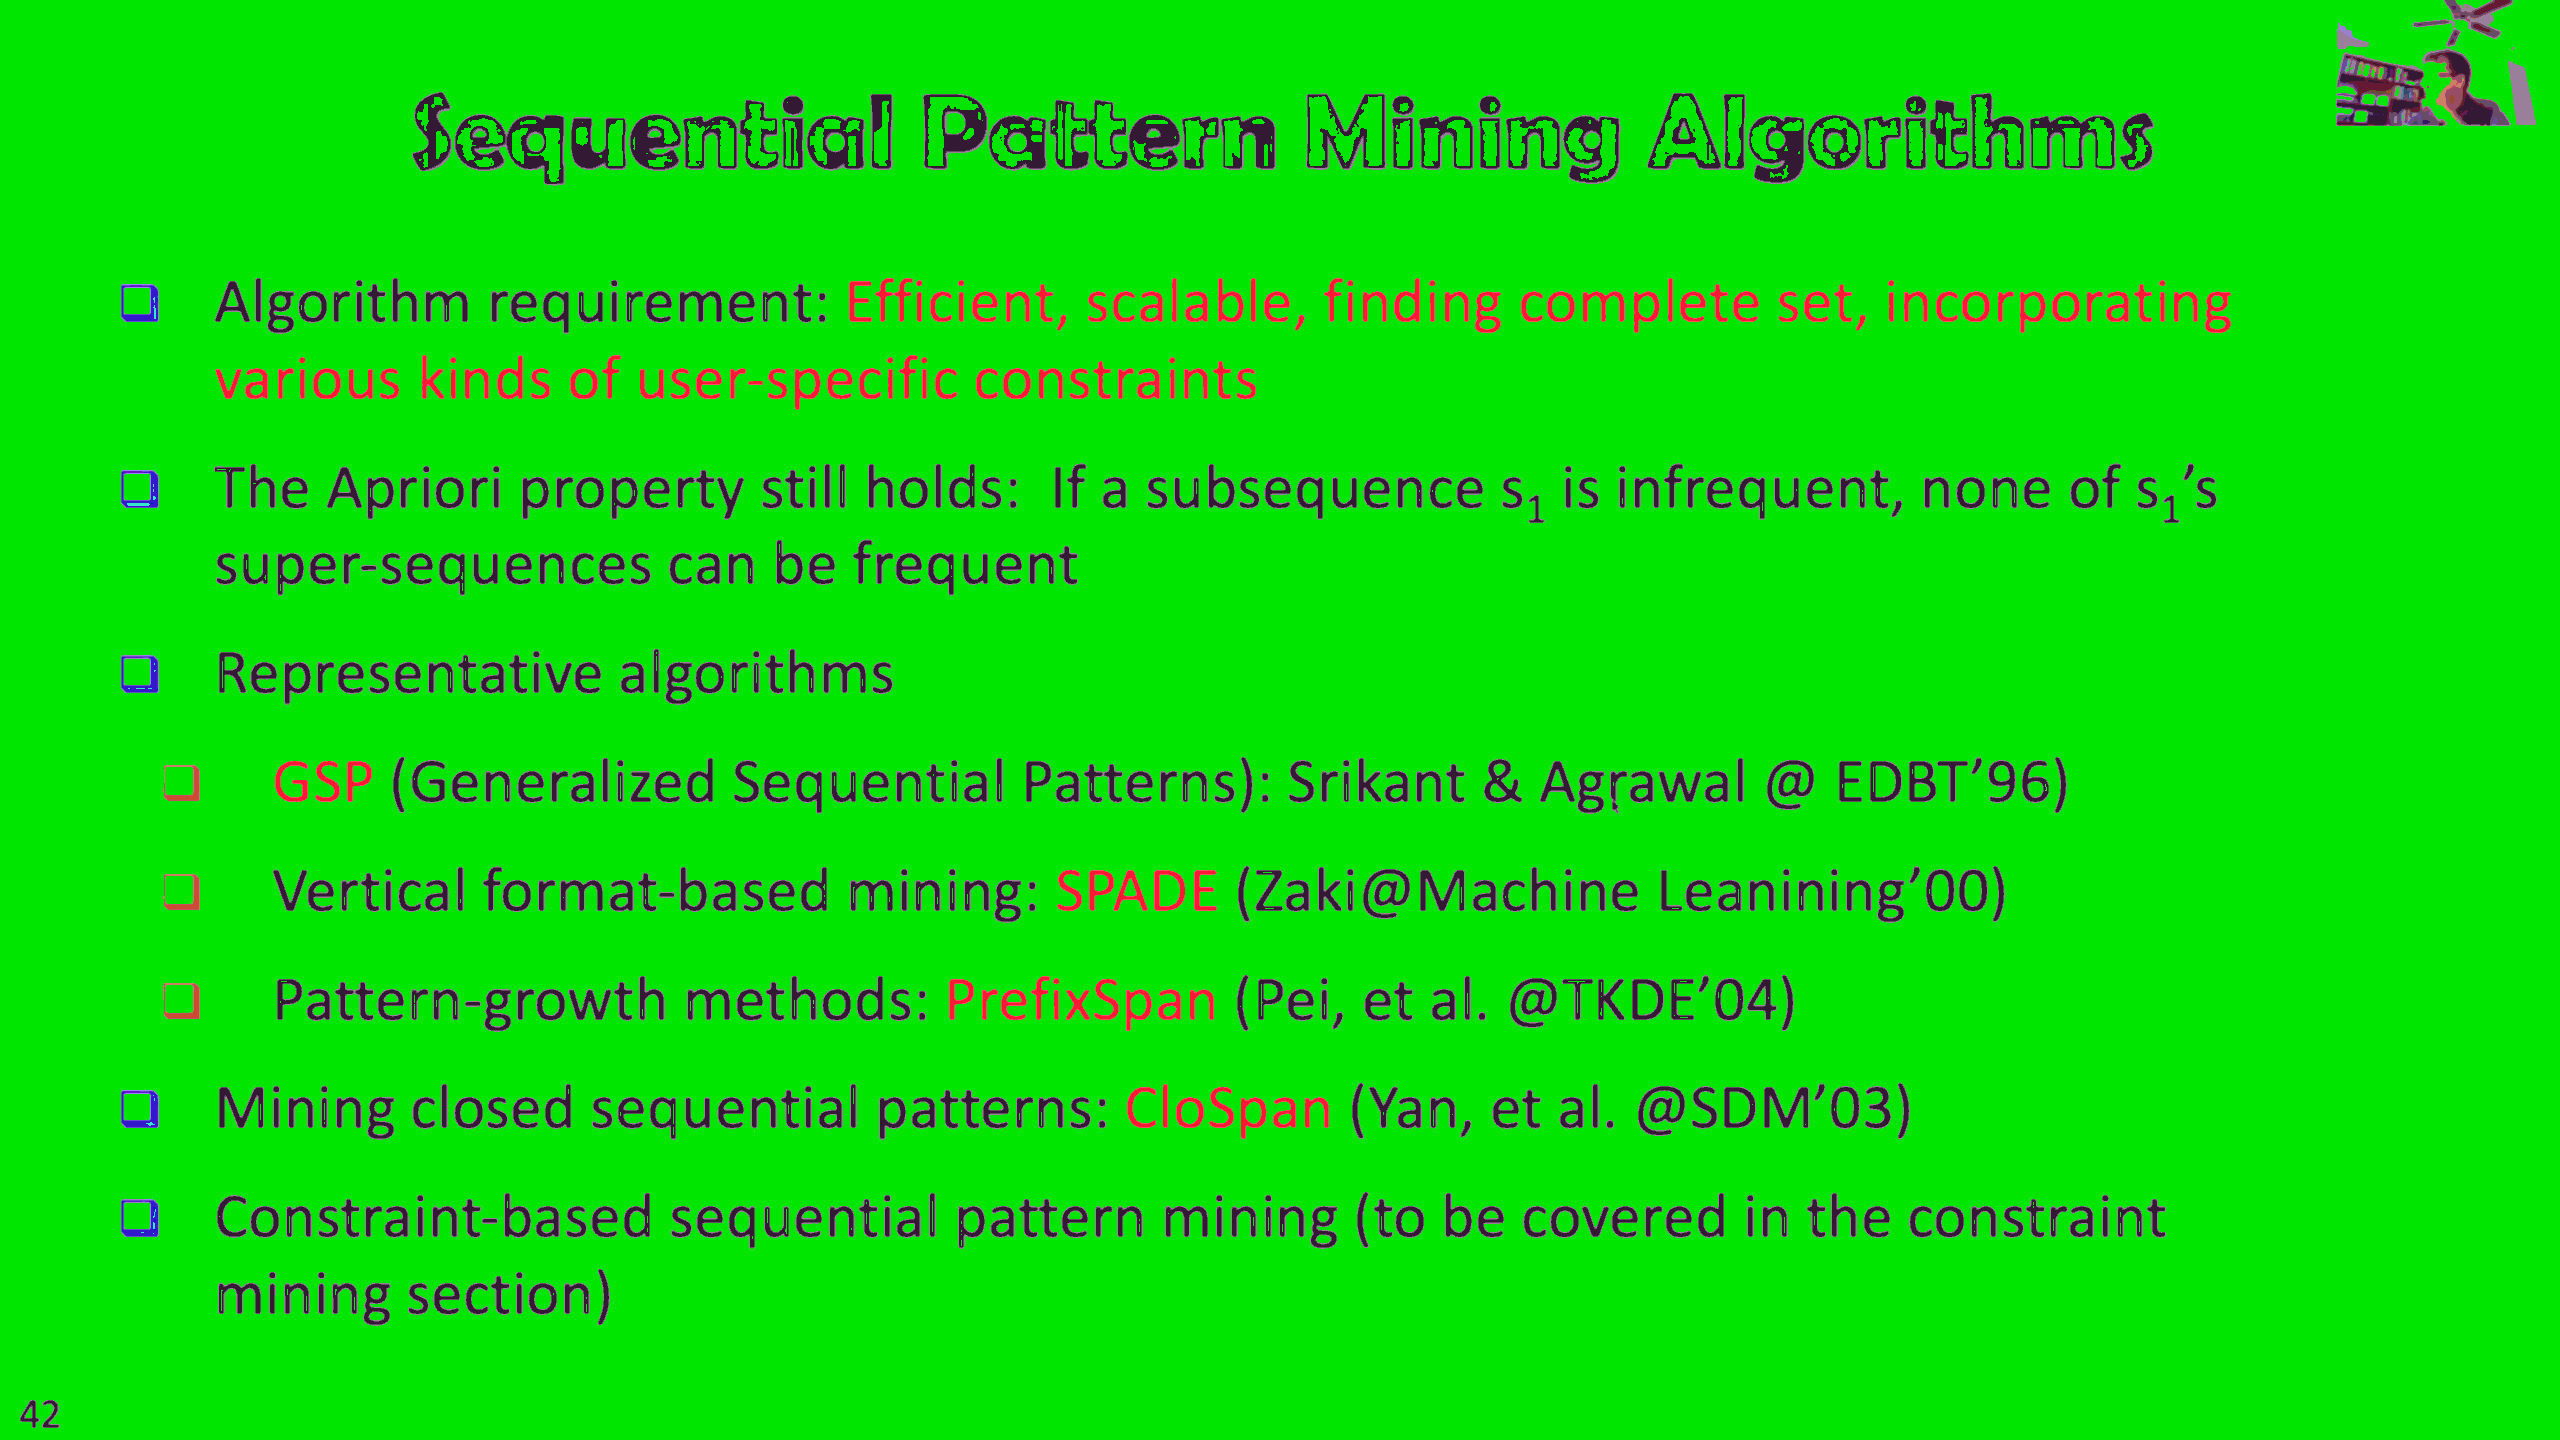 Sequential Pattern Mining Algorithms
❑ Algorithm requirement: Efficient, scalable, finding complete set, incorporating
various kinds of user-specific constraints
❑ The Apriori property still holds: If a subsequence s₁ is infrequent, none of s₁’s
super-sequences can be frequent
❑ Representative algorithms
❑ GSP (Generalized Sequential Patterns): Srikant & Agrawal @ EDBT’96)
❑ Vertical format-based mining: SPADE (Zaki@Machine Leanining’00)
❑ Pattern-growth methods: PrefixSpan (Pei, et al. @TKDE’04)
❑ Mining closed sequential patterns: CloSpan (Yan, et al. @SDM’03)
❑ Constraint-based sequential pattern mining (to be covered in the constraint
mining section)
42